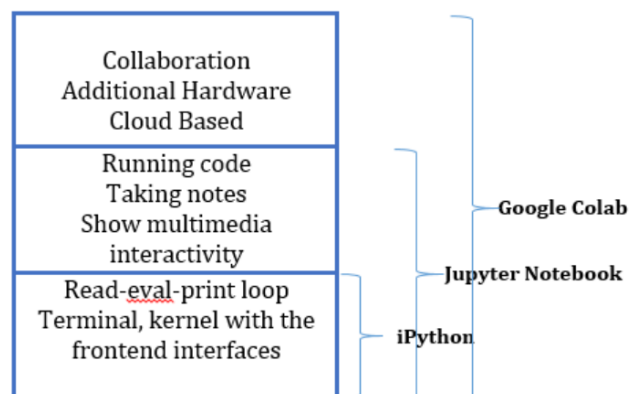 Collaboration
Additional Hardware
Cloud Based
Running code
Taking notes
Show multimedia
interactivity
Read-eval-print loop
Terminal, kernel with the
frontend interfaces
Google Colab
Jupyter Notebook
iPython